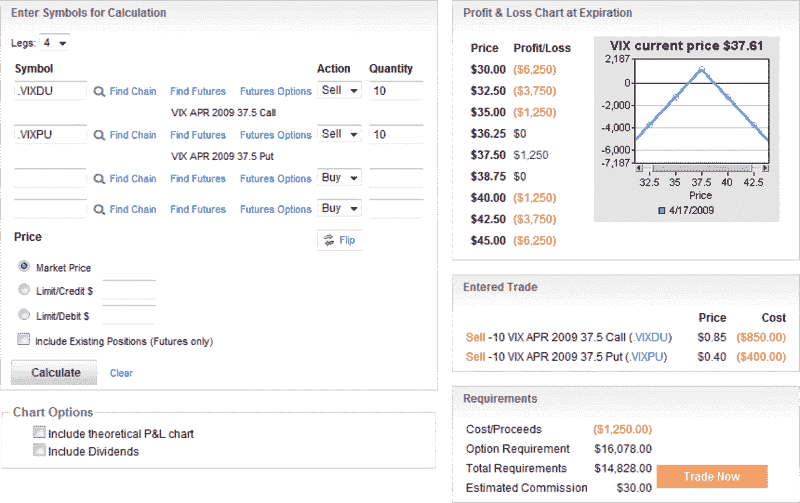 Enter Symbols for Calculation
Legs: 4
Symbol Action Quantity
.VIXDU Find Chain Find Futures Futures Options Sell 10
VIX APR 2009 37.5 Call
.VIXPU Find Chain Find Futures Futures Options Sell 10
VIX APR 2009 37.5 Put
Find Chain Find Futures Futures Options Buy
Find Chain Find Futures Futures Options Buy
Price Flip
Market Price
Limit/Credit $
Limit/Debit $
Include Existing Positions (Futures only)
Calculate Clear
Chart Options
Include theoretical P&L chart
Include Dividends
Profit & Loss Chart at Expiration
Price Profit/Loss
$30.00 ($6,250)
$32.50 ($3,750)
$35.00 ($1,250)
$36.25 $0
$37.50 $1,250
$38.75 $0
$40.00 ($1,250)
$42.50 ($3,750)
$45.00 ($6,250)
VIX current price $37.61
2,187
0
-2,000
-4,000
-6,000
-7,187
32.5 35 37.5 40 42.5
Price
4/17/2009
Entered Trade
Price Cost
Sell -10 VIX APR 2009 37.5 Call (.VIXDU) $0.85 ($850.00)
Sell -10 VIX APR 2009 37.5 Put (.VIXPU) $0.40 ($400.00)
Requirements
Cost/Proceeds ($1,250.00)
Option Requirement $16,078.00
Total Requirements $14,828.00
Estimated Commission $30.00
Trade Now